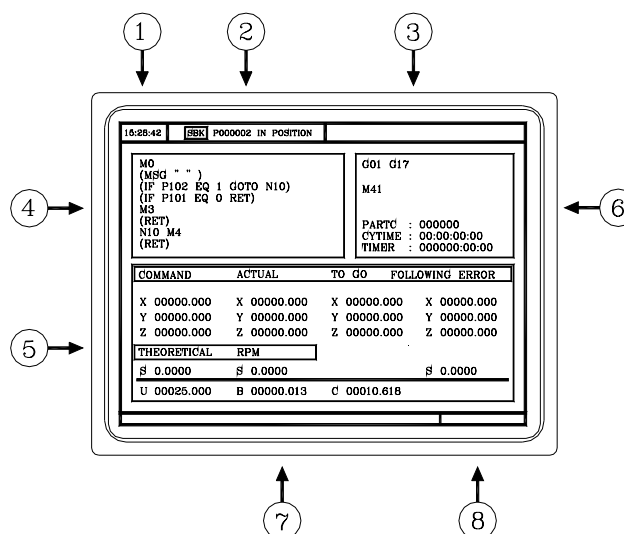 1 2 3
16:28:42 SBK P000002 IN POSITION
M0
(MSG " " )
(IF P102 EQ 1 GOTO N10)
(IF P101 EQ 0 RET)
M3
(RET)
N10 M4
(RET)
G01 G17
M41
PARTC : 000000
CYTIME : 00:00:00:00
TIMER : 000000:00:00
4 6
COMMAND ACTUAL TO GO FOLLOWING ERROR
X 00000.000 X 00000.000 X 00000.000 X 00000.000
Y 00000.000 Y 00000.000 Y 00000.000 Y 00000.000
Z 00000.000 Z 00000.000 Z 00000.000 Z 00000.000
5
THEORETICAL RPM
S 0.0000 S 0.0000 S 0.0000
U 00025.000 B 00000.013 C 00010.618
7 8